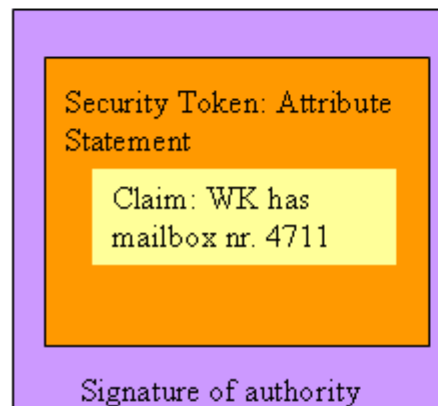 Security Token: Attribute
Statement
Claim: WK has
mailbox nr. 4711
Signature of authority